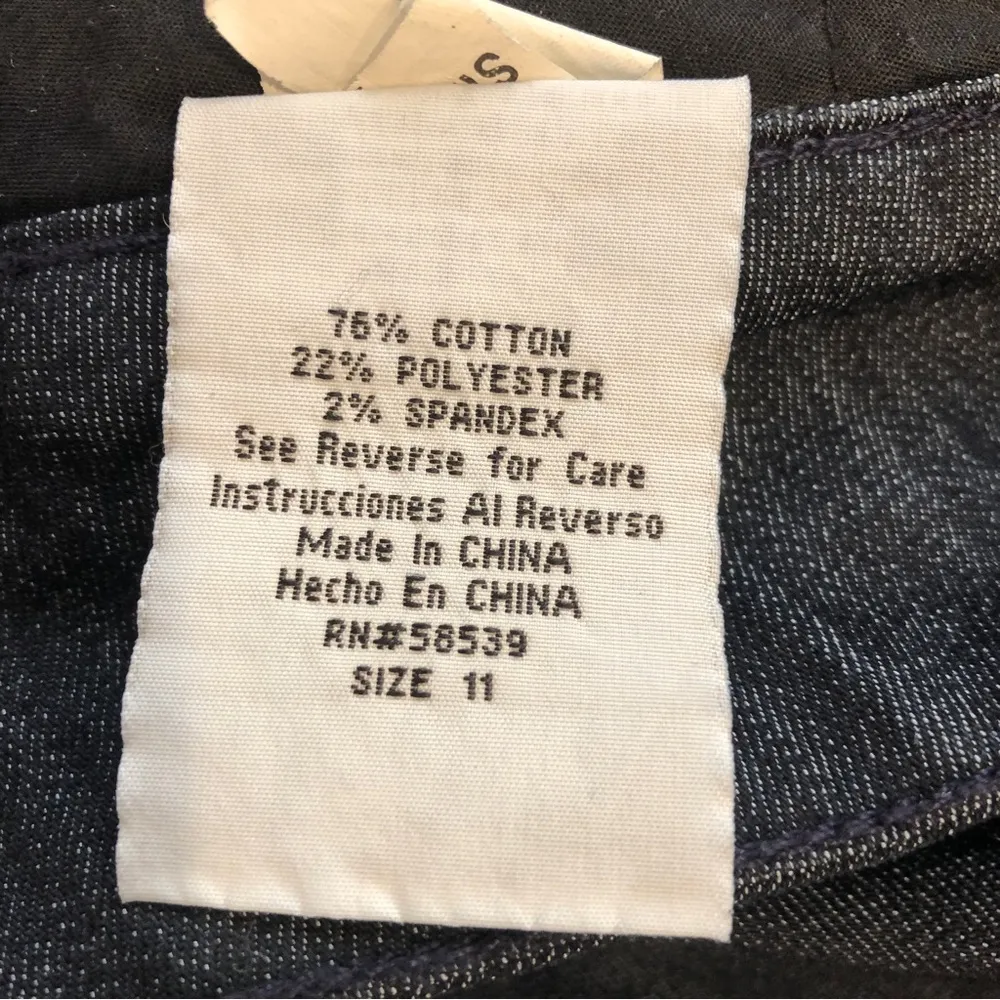 76% COTTON
22% POLYESTER
2% SPANDEX
See Reverse for Care
Instrucciones Al Reverso
Made In CHINA
Hecho En CHINA
RN#58539
SIZE 11